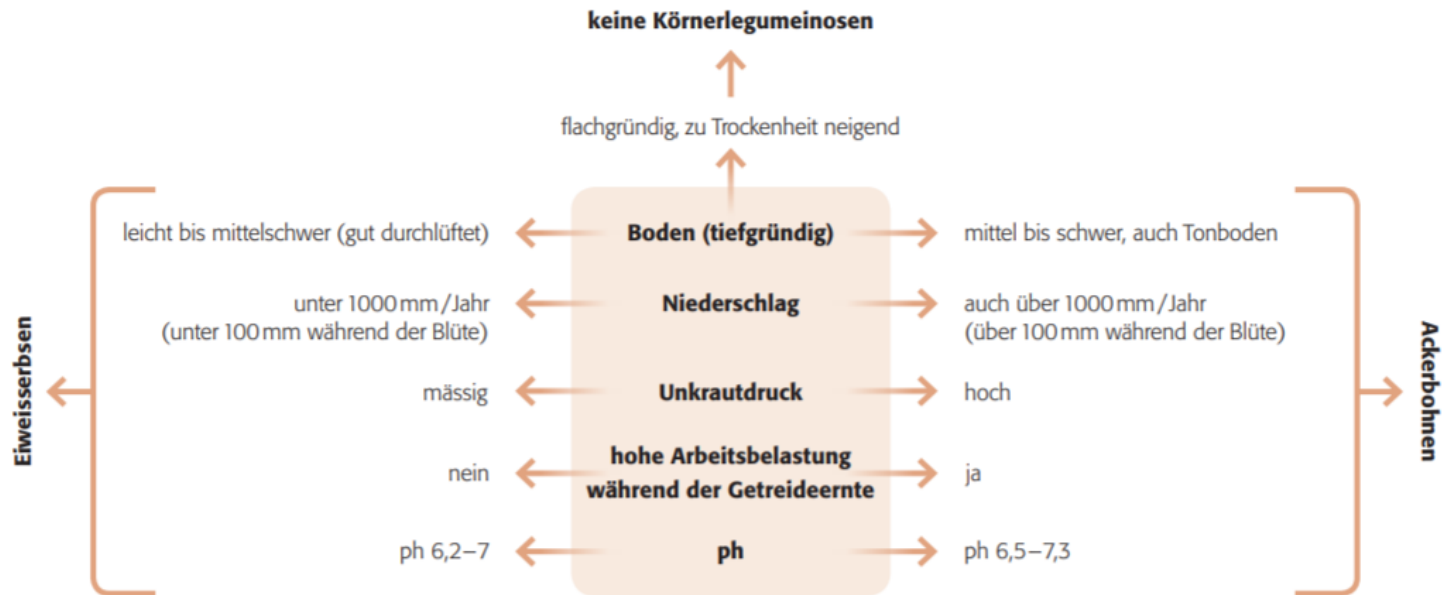 keine Körnerlegumeinosen
flachgründig, zu Trockenheit neigend
Eiweisserbsen
leicht bis mittelschwer (gut durchlüftet)
Boden (tiefgründig)
mittel bis schwer, auch Tonboden
unter 1000 mm/Jahr
(unter 100 mm während der Blüte)
Niederschlag
auch über 1000 mm/Jahr
(über 100 mm während der Blüte)
mässig
Unkrautdruck
hoch
nein
hohe Arbeitsbelastung
während der Getreideernte
ja
ph 6,2–7
ph
ph 6,5–7,3
Ackerbohnen